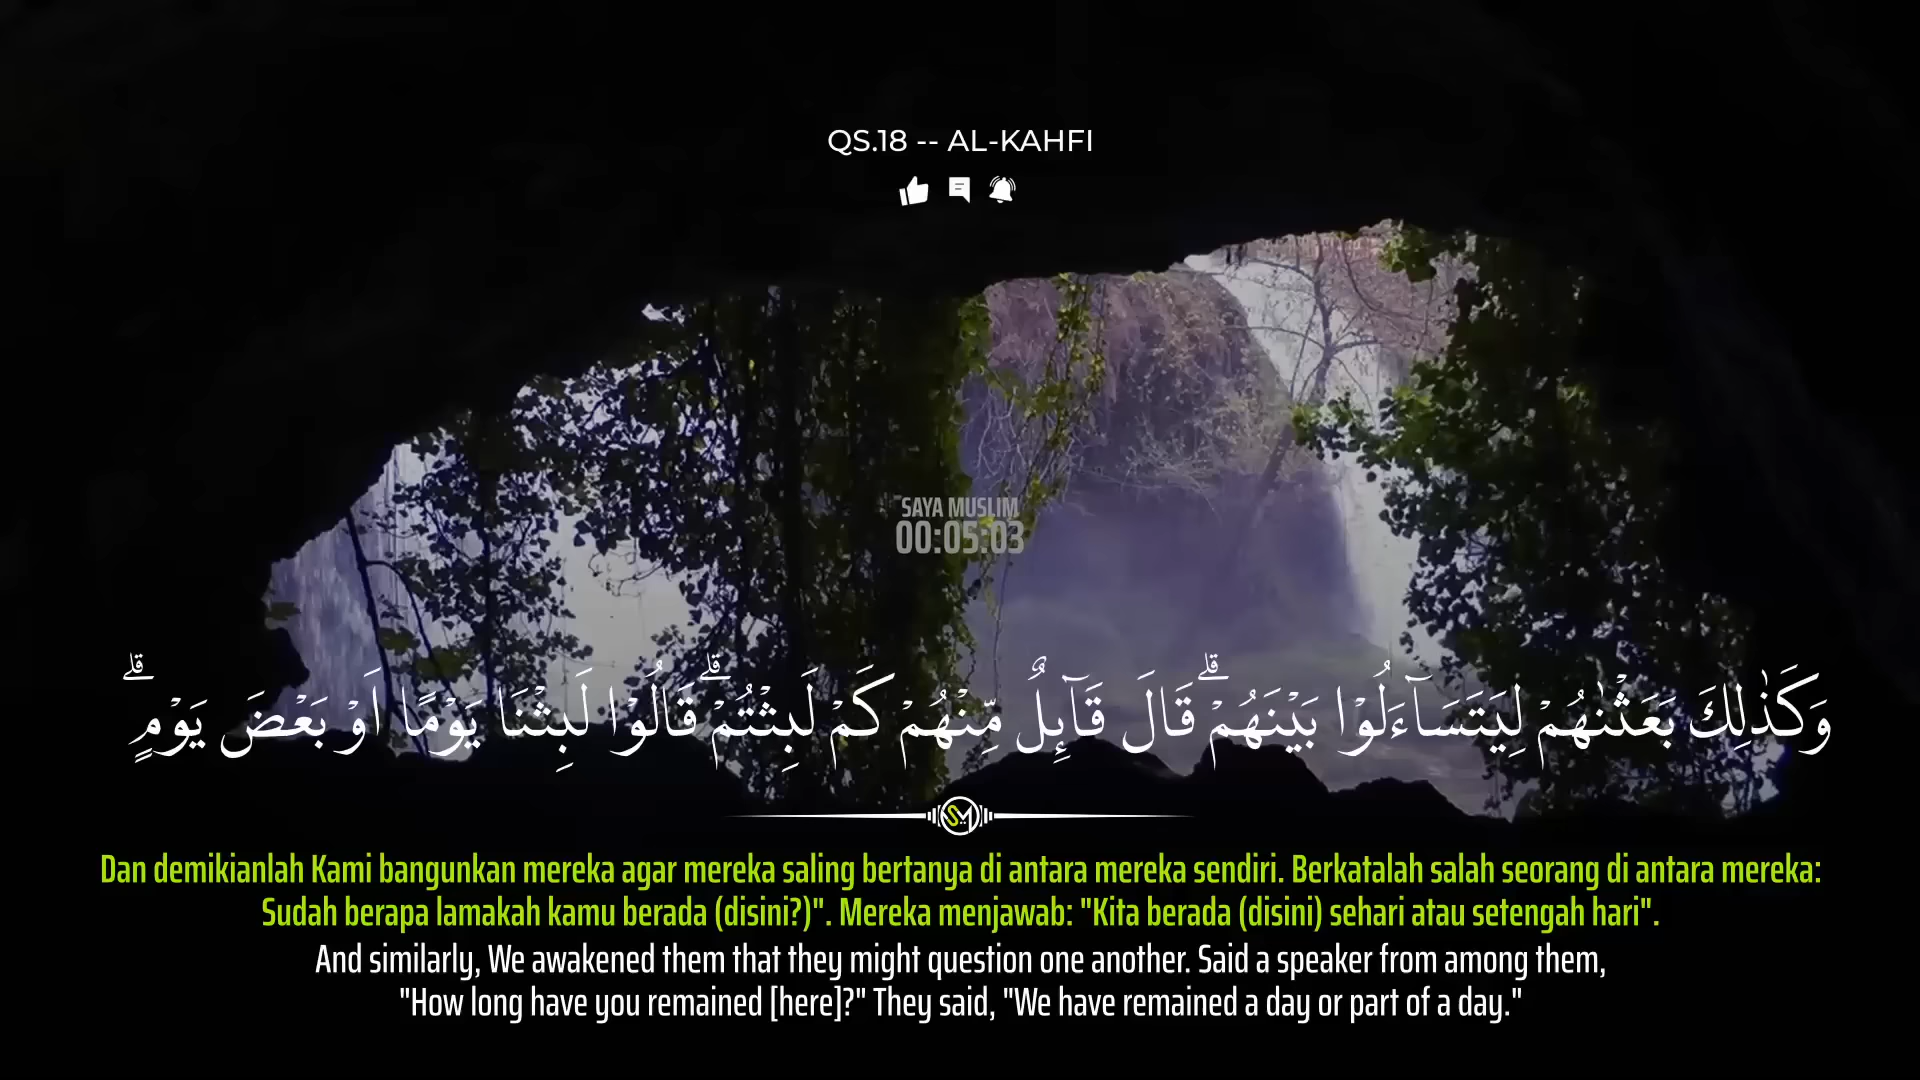 QS.18 -- AL-KAHFI
SAYA MUSLIM
00:05:03
وَكَذٰلِكَ بَعَثْنٰهُمْ لِيَتَسَآءَلُوْا بَيْنَهُمْۗ قَالَ قَآىِٕلٌ مِّنْهُمْ كَمْ لَبِثْتُمْۗ قَالُوْا لَبِثْنَا يَوْمًا اَوْ بَعْضَ يَوْمٍۗ
SM
Dan demikianlah Kami bangunkan mereka agar mereka saling bertanya di antara mereka sendiri. Berkatalah salah seorang di antara mereka:
Sudah berapa lamakah kamu berada (disini?)". Mereka menjawab: "Kita berada (disini) sehari atau setengah hari".
And similarly, We awakened them that they might question one another. Said a speaker from among them,
"How long have you remained [here]?" They said, "We have remained a day or part of a day."